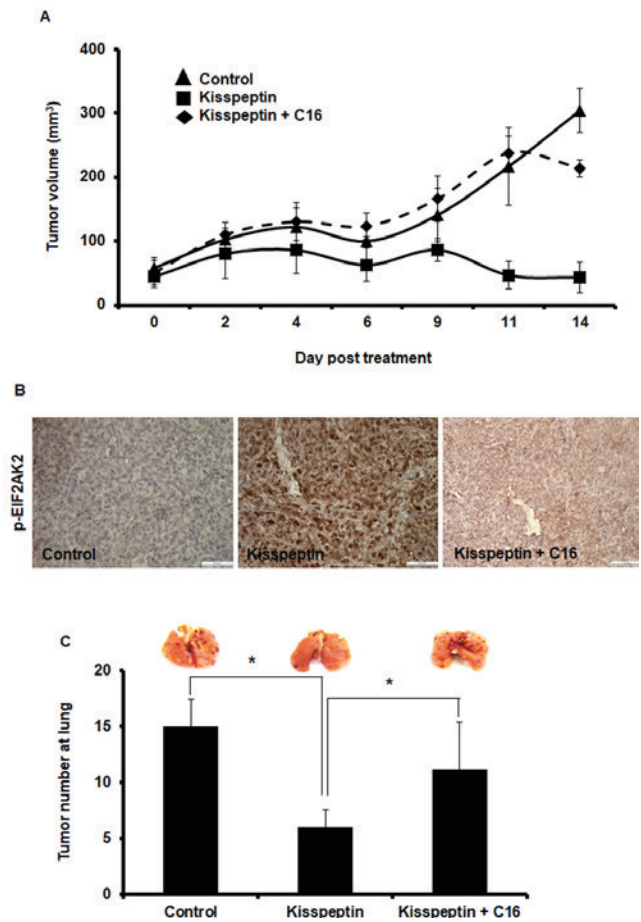 A
400
300
200
100
0
Tumor volume (mm³)
Control
Kisspeptin
Kisspeptin + C16
0 2 4 6 9 11 14
Day post treatment
B
p-EIF2AK2
Control
Kisspeptin
Kisspeptin + C16
C
20
15
10
5
0
Tumor number at lung
* *
Control Kisspeptin Kisspeptin + C16